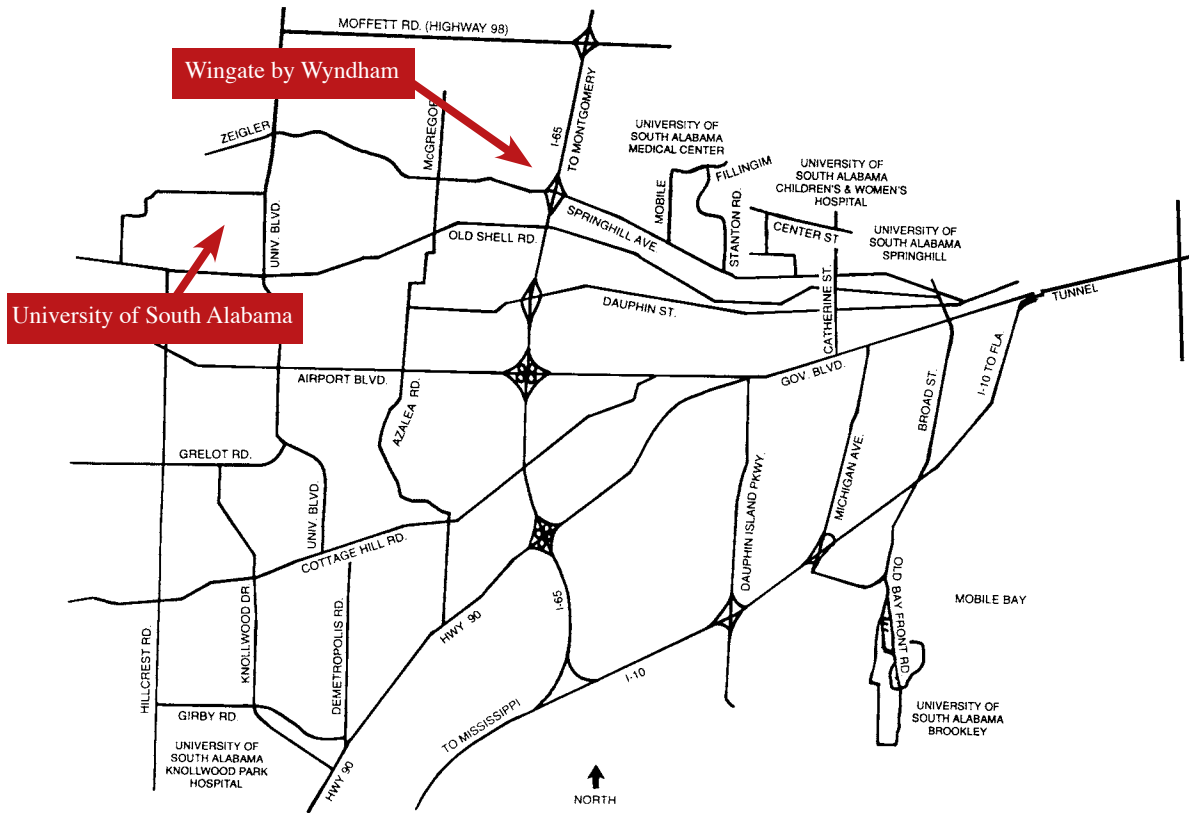 MOFFETT RD. (HIGHWAY 98)
Wingate by Wyndham
TO MONTGOMERY
I-65
McGREGOR
ZEIGLER
UNIVERSITY OF
SOUTH ALABAMA
MEDICAL CENTER
FILLINGIM
MOBILE
STANTON RD.
UNIVERSITY OF
SOUTH ALABAMA
CHILDREN'S & WOMEN'S
HOSPITAL
CENTER ST
UNIVERSITY OF
SOUTH ALABAMA
SPRINGHILL
SPRINGHILL AVE.
OLD SHELL RD.
UNIV. BLVD.
University of South Alabama
DAUPHIN ST.
CATHERINE ST.
TUNNEL
AIRPORT BLVD.
GOV. BLVD.
I-10 TO FLA.
BROAD ST.
AZALEA RD.
GRELOT RD.
UNIV. BLVD.
COTTAGE HILL RD.
DAUPHIN ISLAND PKWY.
MICHIGAN AVE.
OLD BAY FRONT RD
MOBILE BAY
HILLCREST RD.
KNOLLWOOD DR
DEMETROPOLIS RD.
HWY 90
I-65
I-10
GIRBY RD.
TO MISSISSIPPI
UNIVERSITY OF
SOUTH ALABAMA
BROOKLEY
UNIVERSITY OF
SOUTH ALABAMA
KNOLLWOOD PARK
HOSPITAL
HWY 90
NORTH